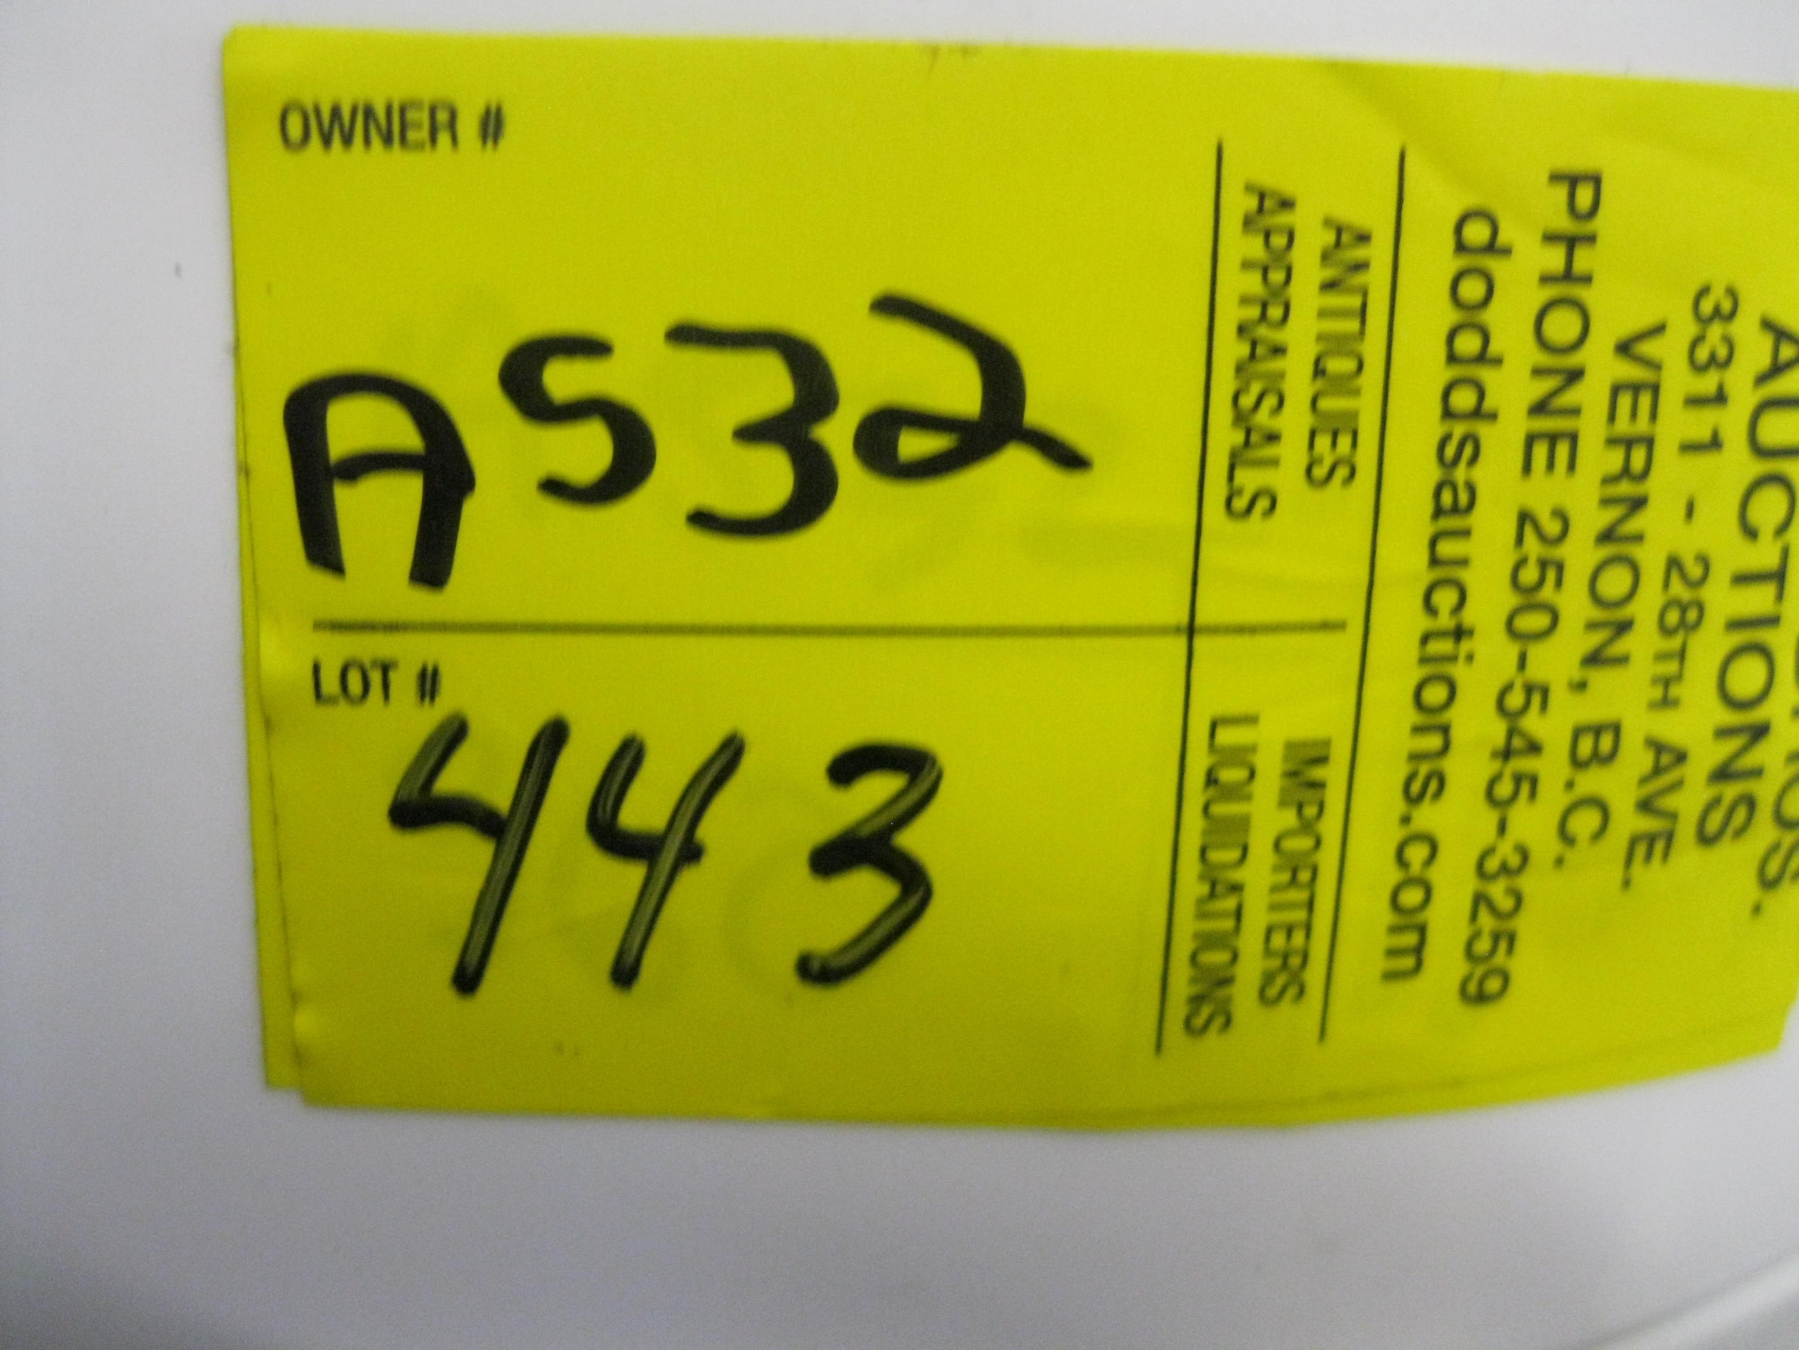 OWNER #
A532
LOT #
443
AUCTIONS
3311 - 28TH AVE.
VERNON, B.C.
PHONE 250-545-3259
doddsauctions.com
ANTIQUES
APPRAISALS
IMPORTERS
LIQUIDATIONS